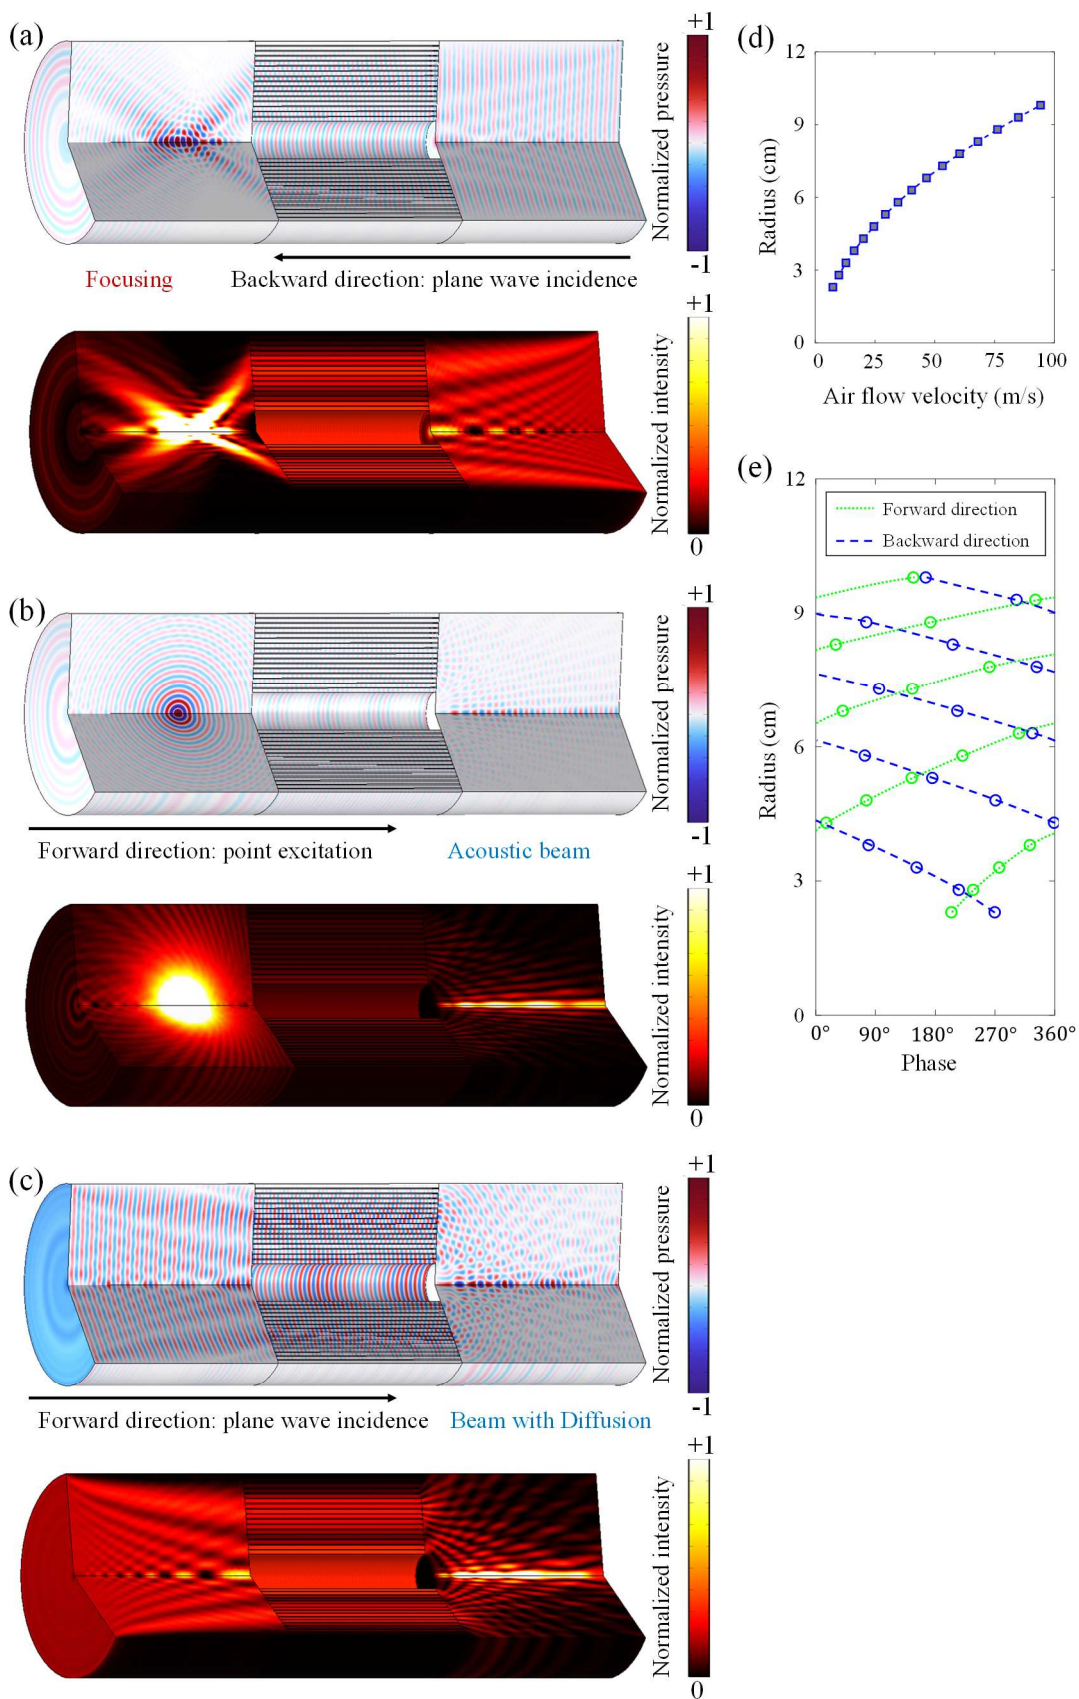 (a)
+1
Normalized pressure
-1
Focusing
Backward direction: plane wave incidence
+1
Normalized intensity
0
(b)
+1
Normalized pressure
-1
Forward direction: point excitation
Acoustic beam
+1
Normalized intensity
0
(c)
+1
Normalized pressure
-1
Forward direction: plane wave incidence
Beam with Diffusion
+1
Normalized intensity
0
(d)
12
9
6
3
0
Radius (cm)
0 25 50 75 100
Air flow velocity (m/s)
(e)
12
9
6
3
0
Radius (cm)
Forward direction
Backward direction
0° 90° 180° 270° 360°
Phase